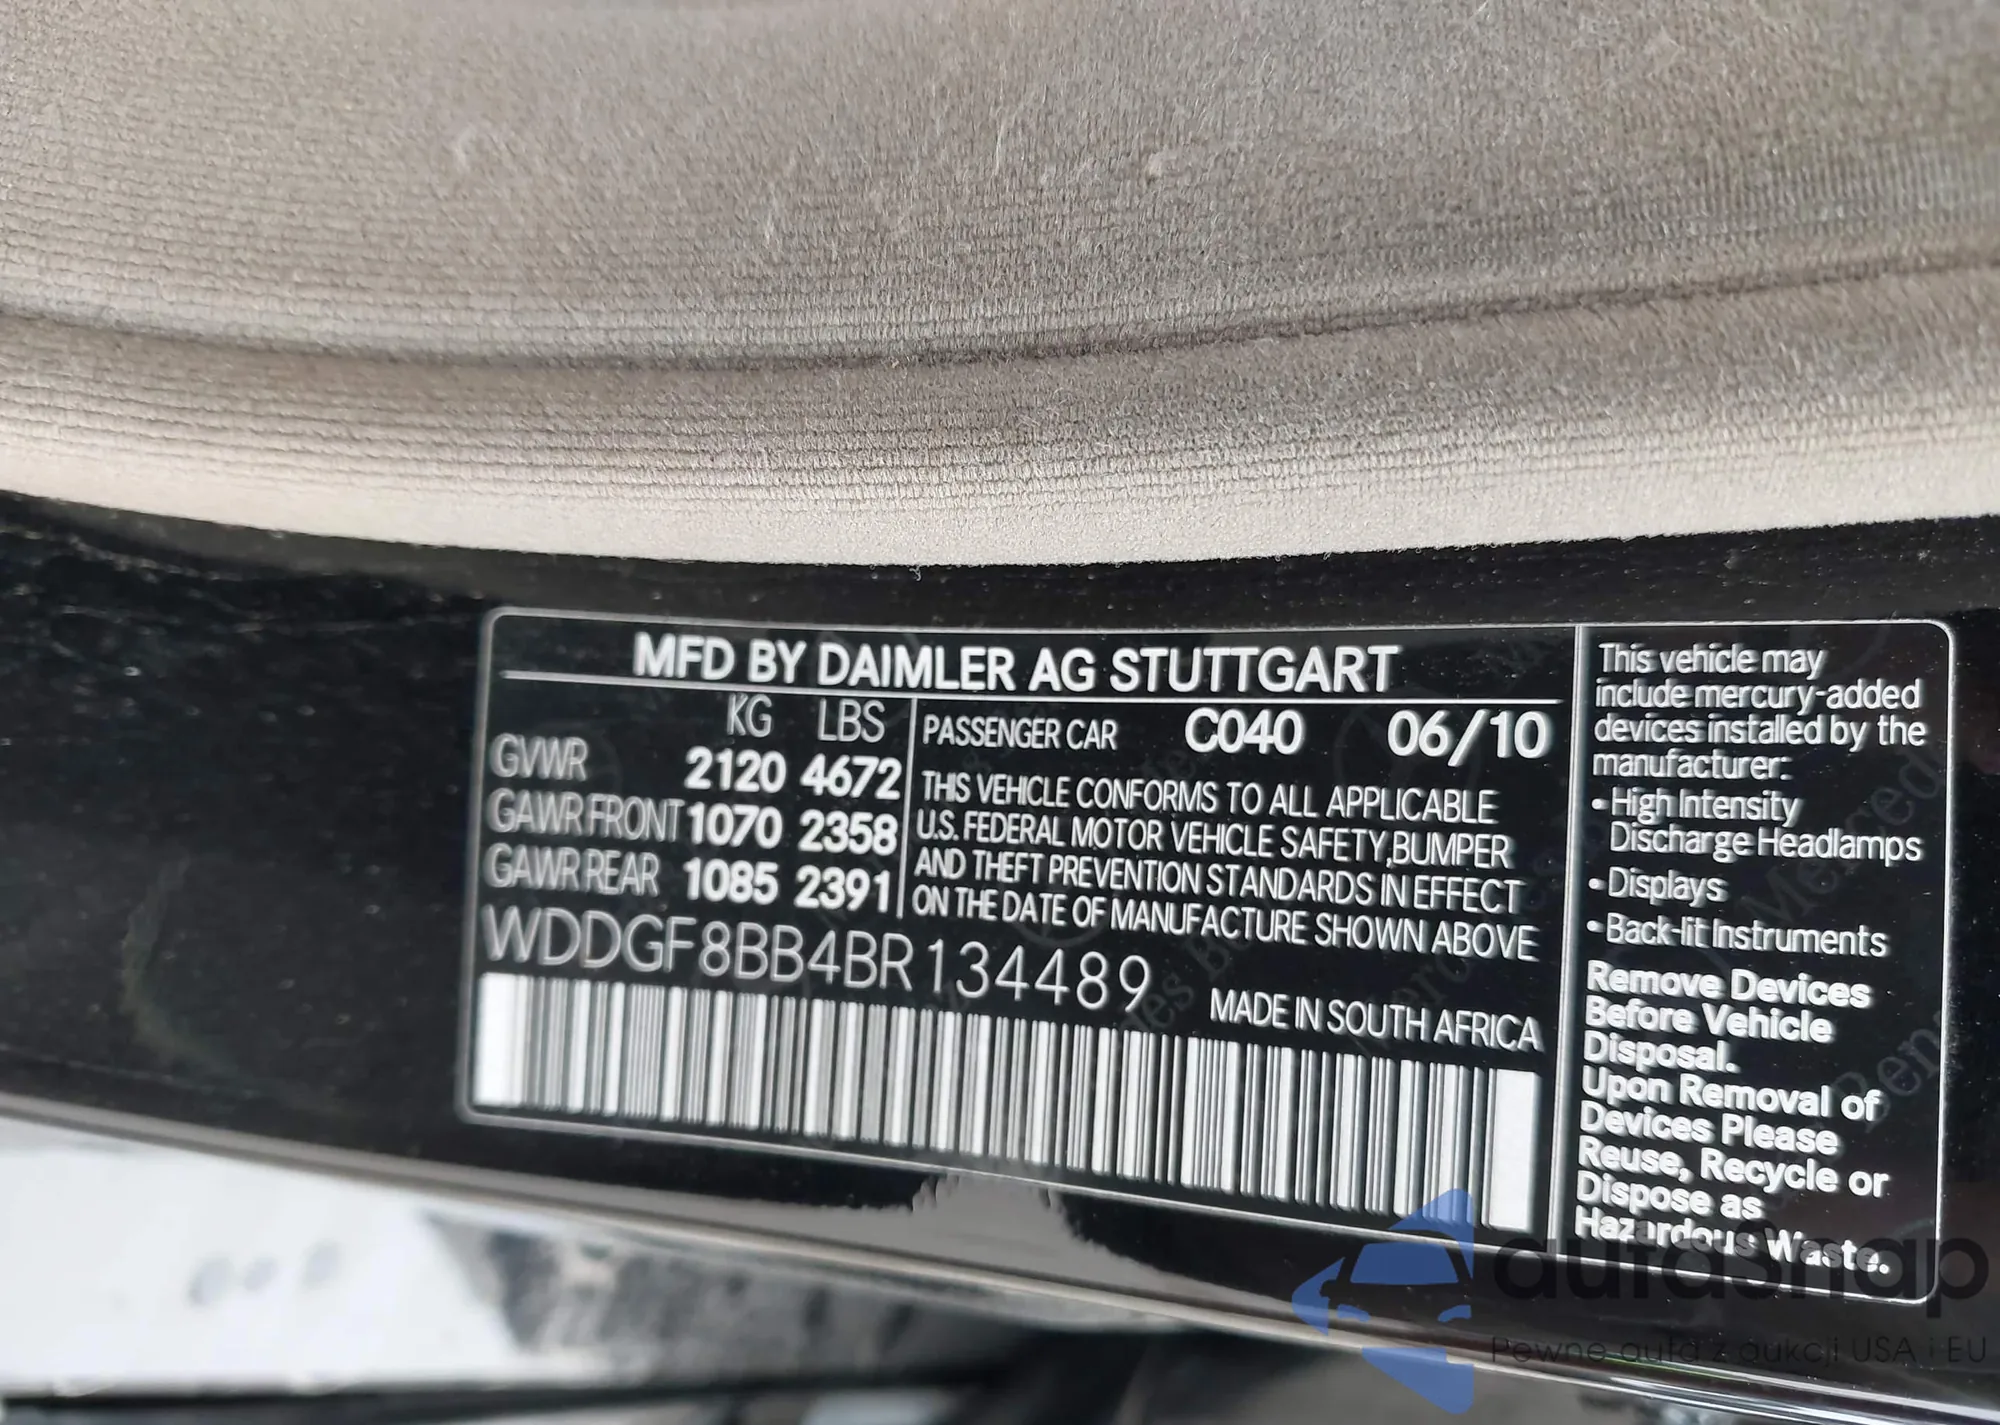 MFD BY DAIMLER AG STUTTGART
KG LBS
GVWR 2120 4672
GAWR FRONT 1070 2358
GAWR REAR 1085 2391
PASSENGER CAR C040 06/10
THIS VEHICLE CONFORMS TO ALL APPLICABLE
U.S. FEDERAL MOTOR VEHICLE SAFETY,BUMPER
AND THEFT PREVENTION STANDARDS IN EFFECT
ON THE DATE OF MANUFACTURE SHOWN ABOVE
WDDGF8BB4BR134489
MADE IN SOUTH AFRICA
This vehicle may
include mercury-added
devices installed by the
manufacturer:
• High Intensity
Discharge Headlamps
• Displays
• Back-lit Instruments
Remove Devices
Before Vehicle
Disposal.
Upon Removal of
Devices Please
Reuse, Recycle or
Dispose as
Hazardous Waste.
autasnap
Pewne auta z aukcji USA i EU